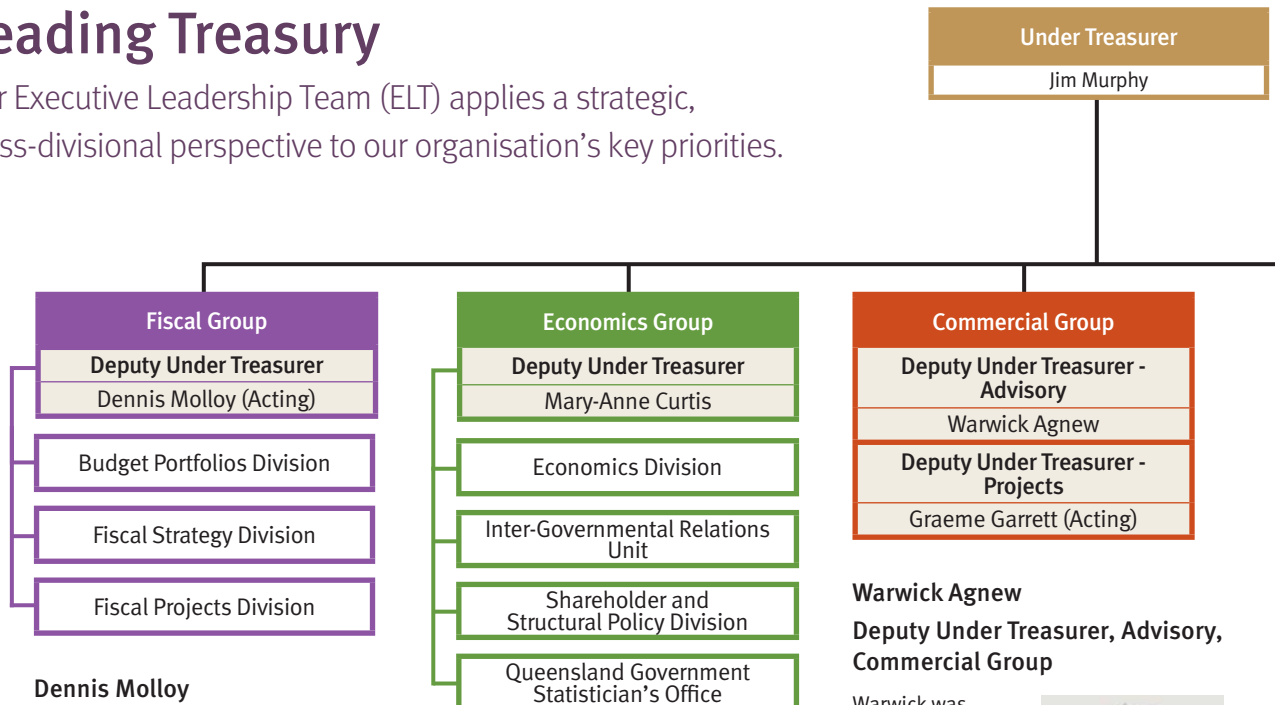 eading Treasury
r Executive Leadership Team (ELT) applies a strategic,
ss-divisional perspective to our organisation's key priorities.
Under Treasurer
Jim Murphy
Fiscal Group
Deputy Under Treasurer
Dennis Molloy (Acting)
Budget Portfolios Division
Fiscal Strategy Division
Fiscal Projects Division
Dennis Molloy
Economics Group
Deputy Under Treasurer
Mary-Anne Curtis
Economics Division
Inter-Governmental Relations
Unit
Shareholder and
Structural Policy Division
Queensland Government
Statistician's Office
Commercial Group
Deputy Under Treasurer -
Advisory
Warwick Agnew
Deputy Under Treasurer -
Projects
Graeme Garrett (Acting)
Warwick Agnew
Deputy Under Treasurer, Advisory,
Commercial Group
Warwick was